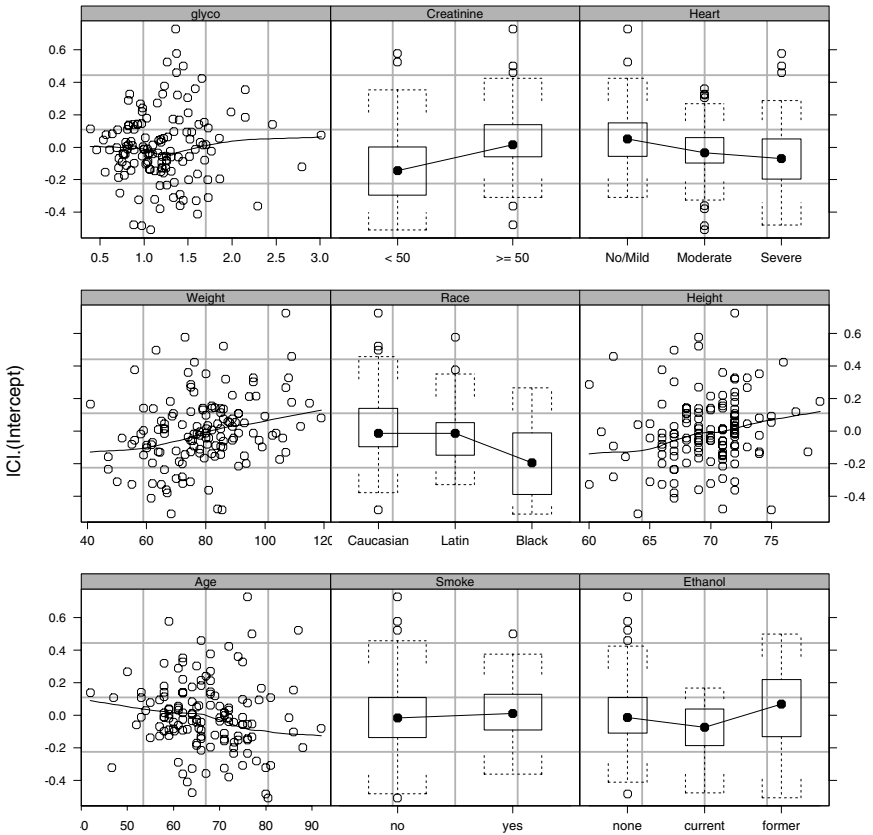 glyco Creatinine Heart
0.6
0.4
0.2
0.0
-0.2
-0.4
0.5 1.0 1.5 2.0 2.5 3.0 < 50 >= 50 No/Mild Moderate Severe
Weight Race Height
0.6
0.4
0.2
0.0
-0.2
-0.4
40 60 80 100 120 Caucasian Latin Black 60 65 70 75
lCl.(Intercept)
Age Smoke Ethanol
0.6
0.4
0.2
0.0
-0.2
-0.4
50 60 70 80 90 no yes none current former